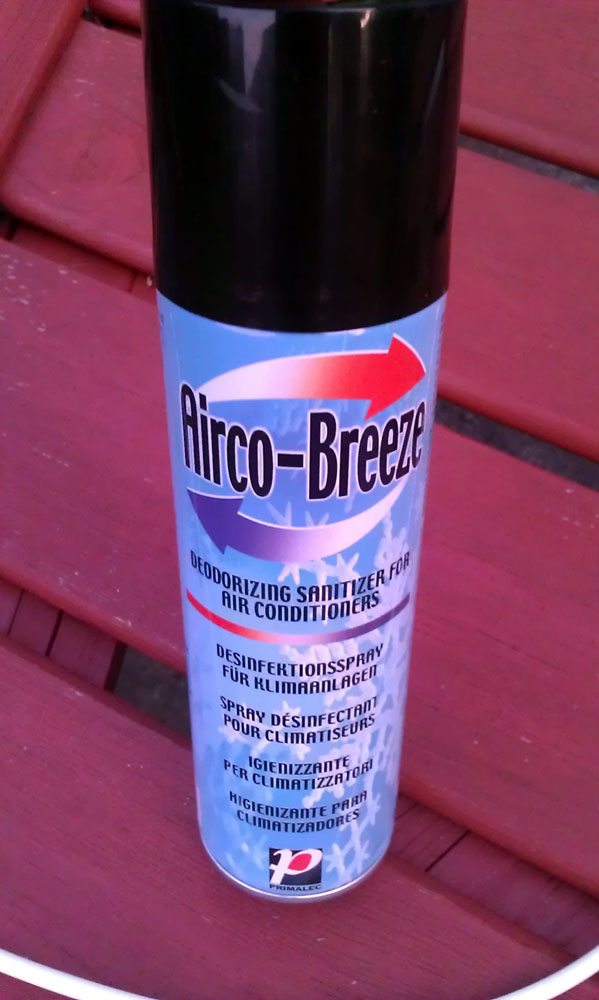 Airco-Breeze
DEODORIZING SANITIZER FOR
AIR CONDITIONERS
DESINFEKTIONSSPRAY
FÜR KLIMAANLAGEN
SPRAY DÉSINFECTANT
POUR CLIMATISEURS
IGIENIZZANTE
PER CLIMATIZZATORI
HIGIENIZANTE PARA
CLIMATIZADORES
P
PRIMALEC